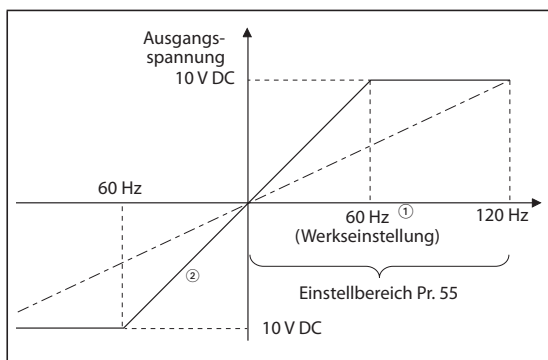 Ausgangs-
spannung
10 V DC
60 Hz
60 Hz ①
120 Hz
(Werkseinstellung)
②
Einstellbereich Pr. 55
10 V DC